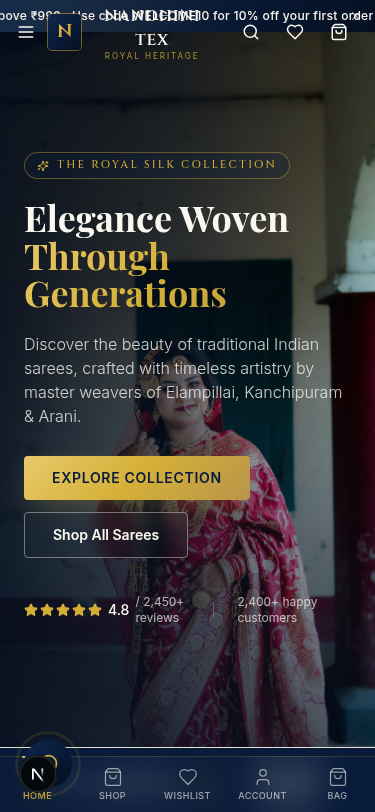 above ₹999 Use code WELCOME10 for 10% off your first order
N
TEX
ROYAL HERITAGE
THE ROYAL SILK COLLECTION
Elegance Woven
Through
Generations
Discover the beauty of traditional Indian
sarees, crafted with timeless artistry by
master weavers of Elampillai, Kanchipuram
& Arani.
EXPLORE COLLECTION
Shop All Sarees
4.8 / 2,450+ reviews | 2,400+ happy customers
N
HOME SHOP WISHLIST ACCOUNT BAG